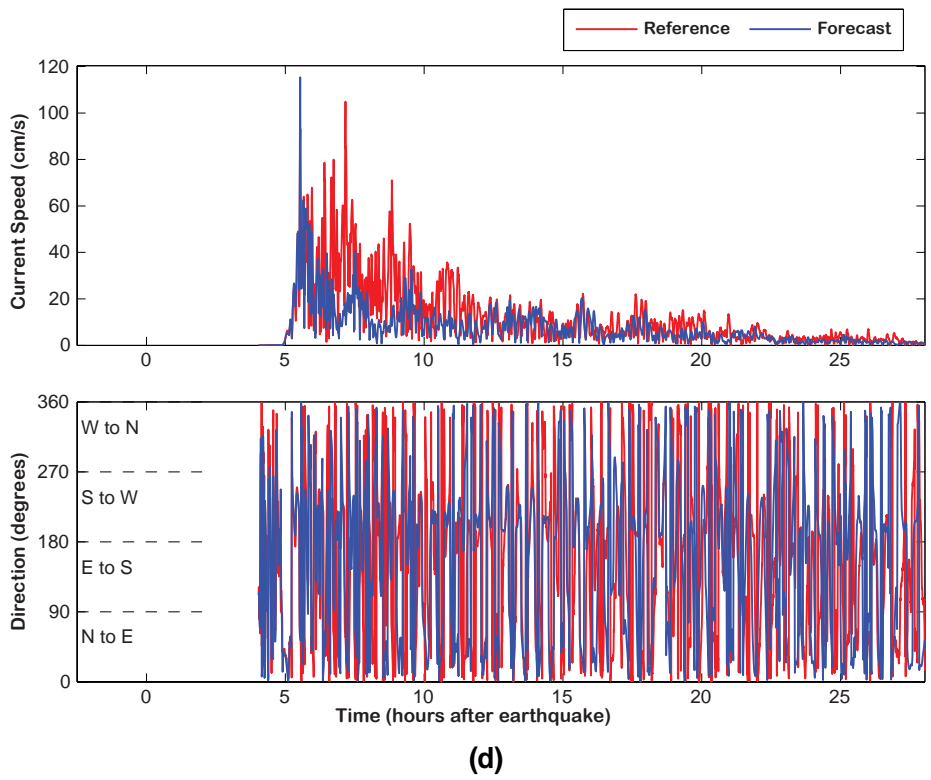 Reference Forecast
120
100
80
60
40
20
0
Current Speed (cm/s)
0 5 10 15 20 25
360
270
180
90
0
Direction (degrees)
W to N
S to W
E to S
N to E
0 5 10 15 20 25
Time (hours after earthquake)
(d)